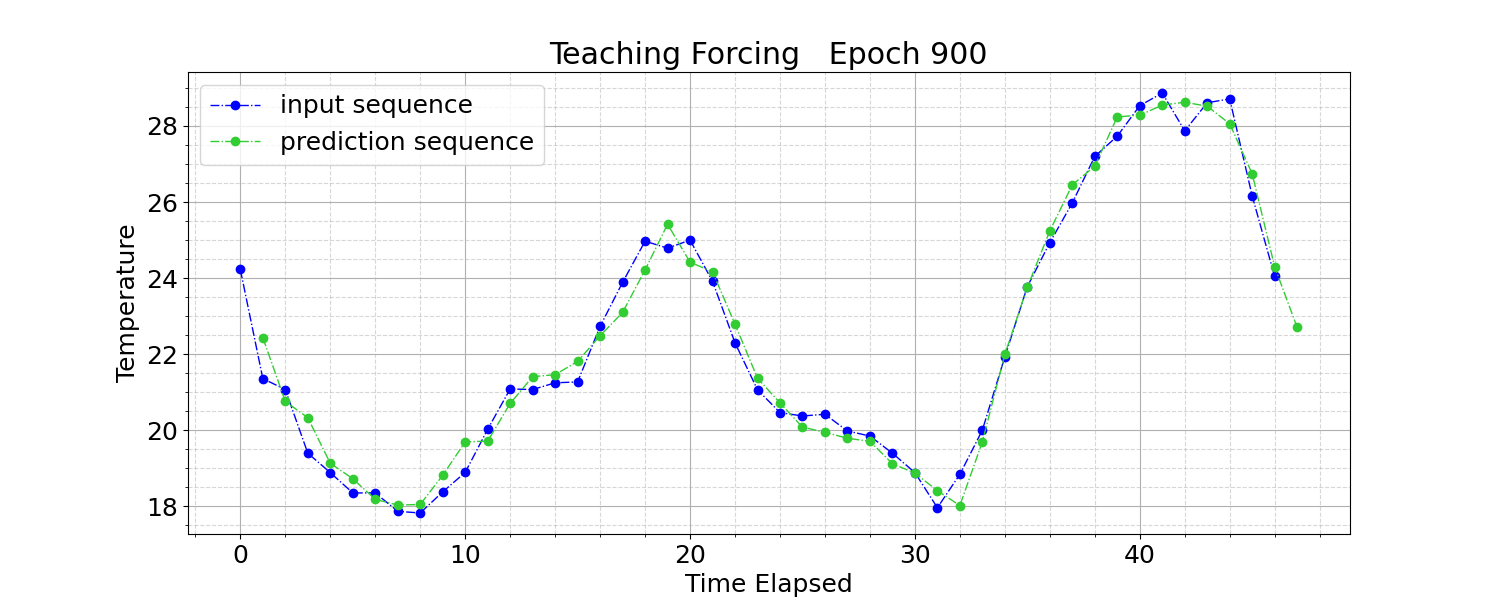 Teaching Forcing   Epoch 900
input sequence
prediction sequence
Temperature
28
26
24
22
20
18
0 10 20 30 40
Time Elapsed